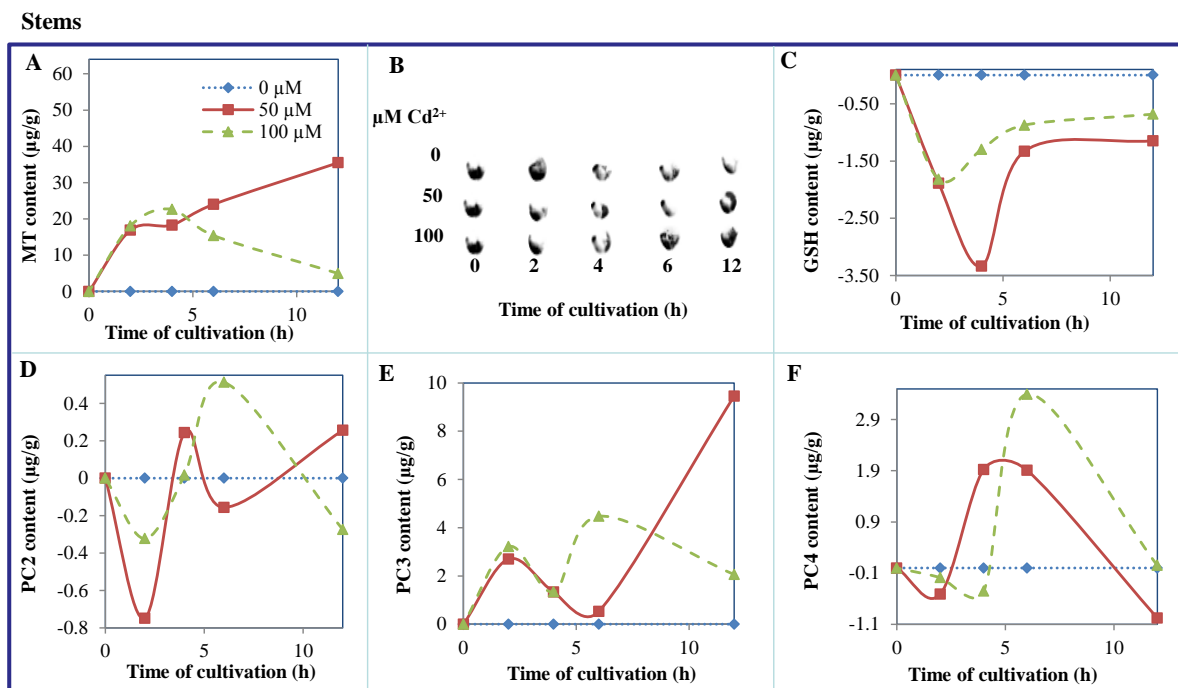 Stems
A
MT content (µg/g)
60
50
40
30
20
10
0
0 µM
50 µM
100 µM
0 5 10
Time of cultivation (h)
B
µM Cd²⁺
0
50
100
0 2 4 6 12
Time of cultivation (h)
C
GSH content (µg/g)
-0.50
-1.50
-2.50
-3.50
0 5 10
Time of cultivation (h)
D
PC2 content (µg/g)
0.4
0.2
0
-0.2
-0.4
-0.6
-0.8
0 5 10
Time of cultivation (h)
E
PC3 content (µg/g)
10
8
6
4
2
0
0 5 10
Time of cultivation (h)
F
PC4 content (µg/g)
2.9
1.9
0.9
-0.1
-1.1
0 5 10
Time of cultivation (h)